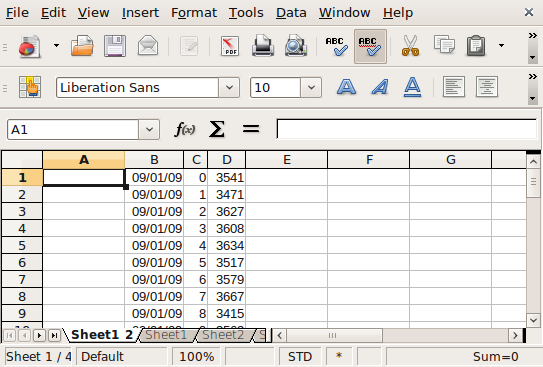 File Edit View Insert Format Tools Data Window Help
PDF ABC ABC
Liberation Sans 10 A A A
A1 f(x) Σ =
A B C D E F G
1 09/01/09 0 3541
2 09/01/09 1 3471
3 09/01/09 2 3627
4 09/01/09 3 3608
5 09/01/09 4 3634
6 09/01/09 5 3517
7 09/01/09 6 3579
8 09/01/09 7 3667
9 09/01/09 8 3415
Sheet1_2 Sheet1 Sheet2
Sheet 1 / 4 Default 100% STD * Sum=0